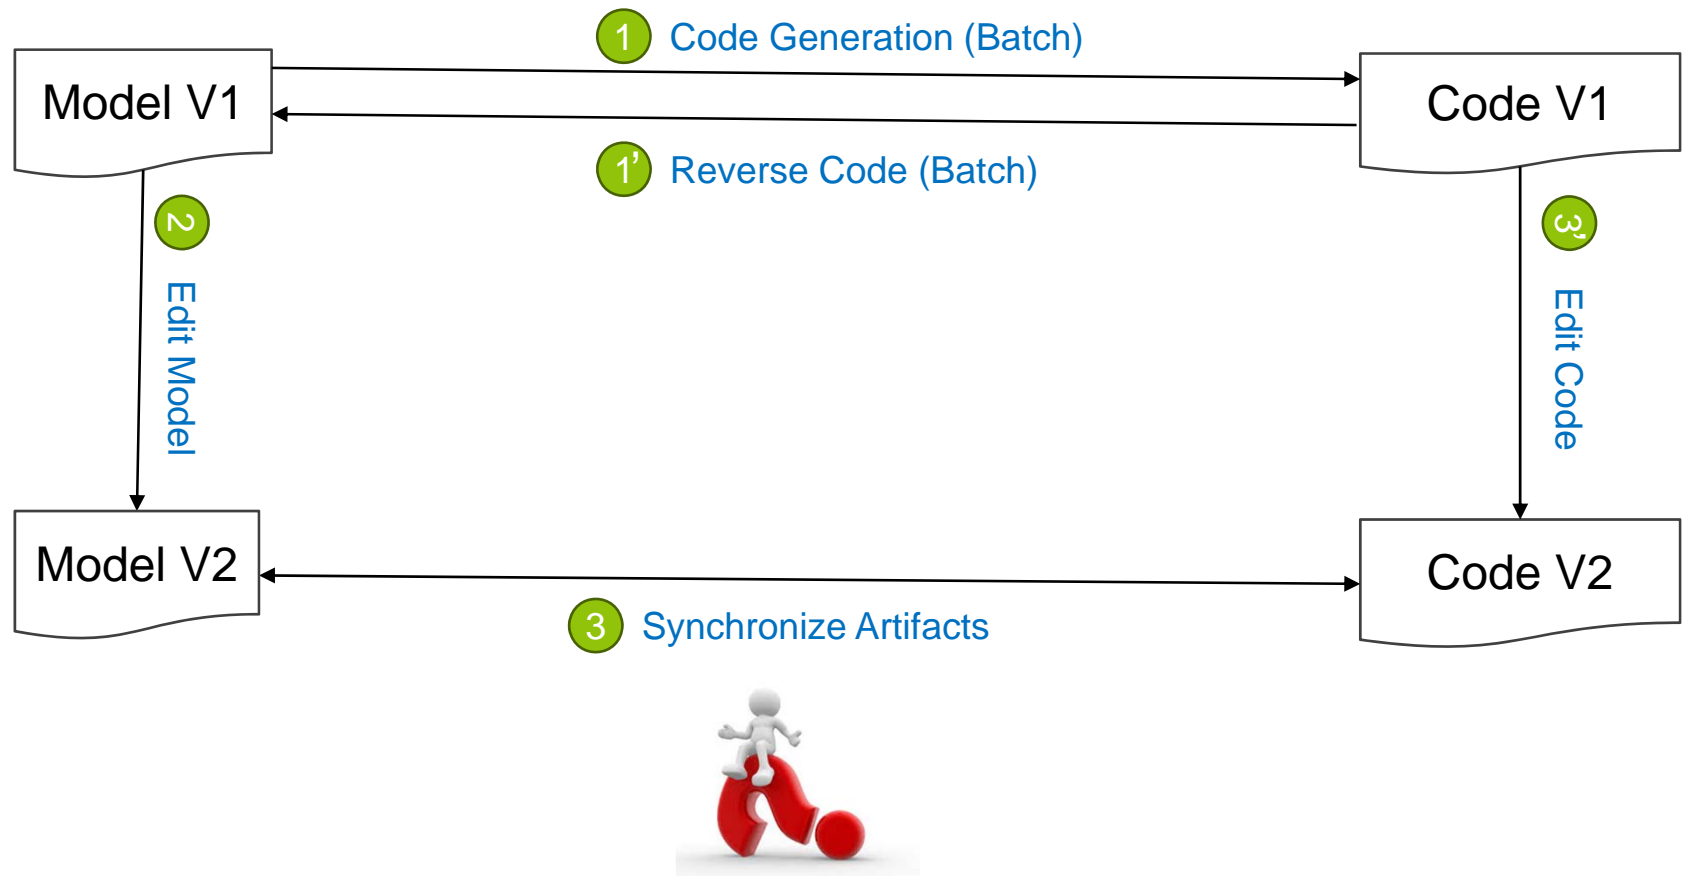 1 Code Generation (Batch)
Model V1
Code V1
1’ Reverse Code (Batch)
2 Edit Model
3’ Edit Code
Model V2
Code V2
3 Synchronize Artifacts